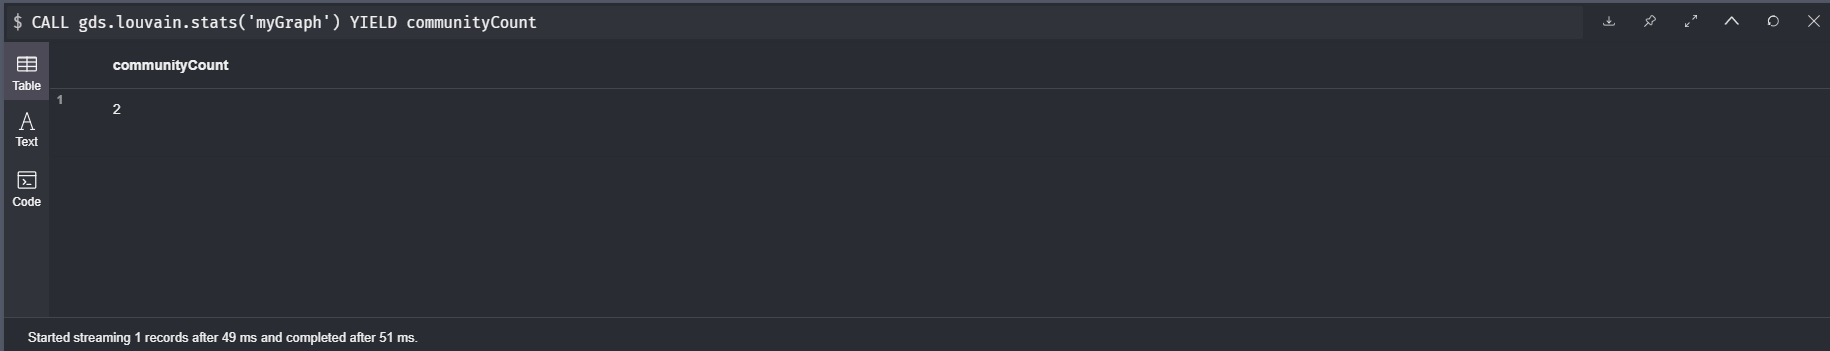 $ CALL gds.louvain.stats('myGraph') YIELD communityCount
Table
communityCount
1
2
Text
Code
Started streaming 1 records after 49 ms and completed after 51 ms.